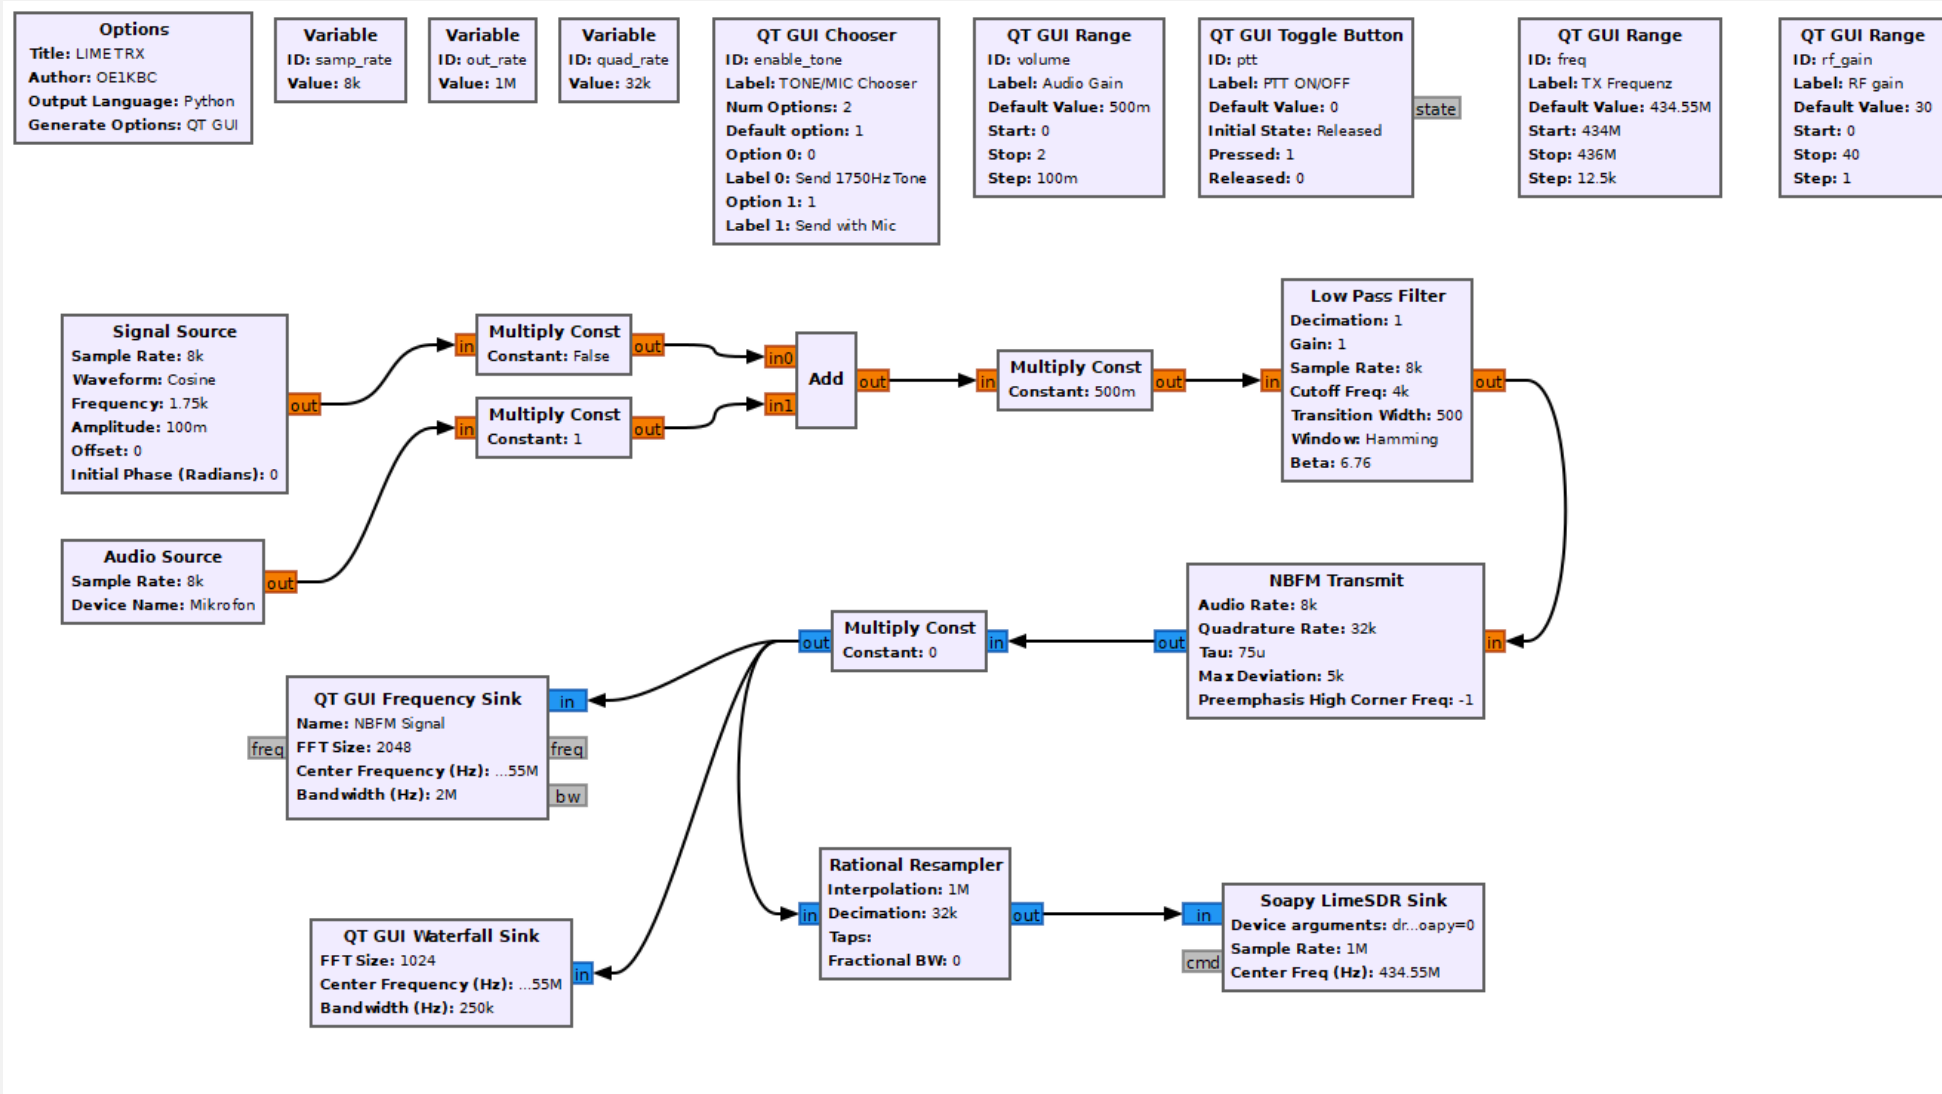 Options
Title: LIME TRX
Author: OE1KBC
Output Language: Python
Generate Options: QT GUI
Variable
ID: samp_rate
Value: 8k
Variable
ID: out_rate
Value: 1M
Variable
ID: quad_rate
Value: 32k
QT GUI Chooser
ID: enable_tone
Label: TONE/MIC Chooser
Num Options: 2
Default option: 1
Option 0: 0
Label 0: Send 1750Hz Tone
Option 1: 1
Label 1: Send with Mic
QT GUI Range
ID: volume
Label: Audio Gain
Default Value: 500m
Start: 0
Stop: 2
Step: 100m
QT GUI Toggle Button
ID: ptt
Label: PTT ON/OFF
Default Value: 0
Initial State: Released
Pressed: 1
Released: 0
state
QT GUI Range
ID: freq
Label: TX Frequenz
Default Value: 434.55M
Start: 434M
Stop: 436M
Step: 12.5k
QT GUI Range
ID: rf_gain
Label: RF gain
Default Value: 30
Start: 0
Stop: 40
Step: 1
Signal Source
Sample Rate: 8k
Waveform: Cosine
Frequency: 1.75k
Amplitude: 100m
Offset: 0
Initial Phase (Radians): 0
out
in
Multiply Const
Constant: False
out
in
Multiply Const
Constant: 1
out
in0
in1
Add
out
in
Multiply Const
Constant: 500m
out
in
Low Pass Filter
Decimation: 1
Gain: 1
Sample Rate: 8k
Cutoff Freq: 4k
Transition Width: 500
Window: Hamming
Beta: 6.76
out
Audio Source
Sample Rate: 8k
Device Name: Mikrofon
out
NBFM Transmit
Audio Rate: 8k
Quadrature Rate: 32k
Tau: 75u
Max Deviation: 5k
Preemphasis High Corner Freq: -1
in
out
Multiply Const
Constant: 0
in
out
QT GUI Frequency Sink
Name: NBFM Signal
FFT Size: 2048
Center Frequency (Hz): ...55M
Bandwidth (Hz): 2M
in
freq
freq
bw
Rational Resampler
Interpolation: 1M
Decimation: 32k
Taps:
Fractional BW: 0
in
out
Soapy LimeSDR Sink
Device arguments: dr...oapy=0
Sample Rate: 1M
Center Freq (Hz): 434.55M
in
cmd
QT GUI Waterfall Sink
FFT Size: 1024
Center Frequency (Hz): ...55M
Bandwidth (Hz): 250k
in